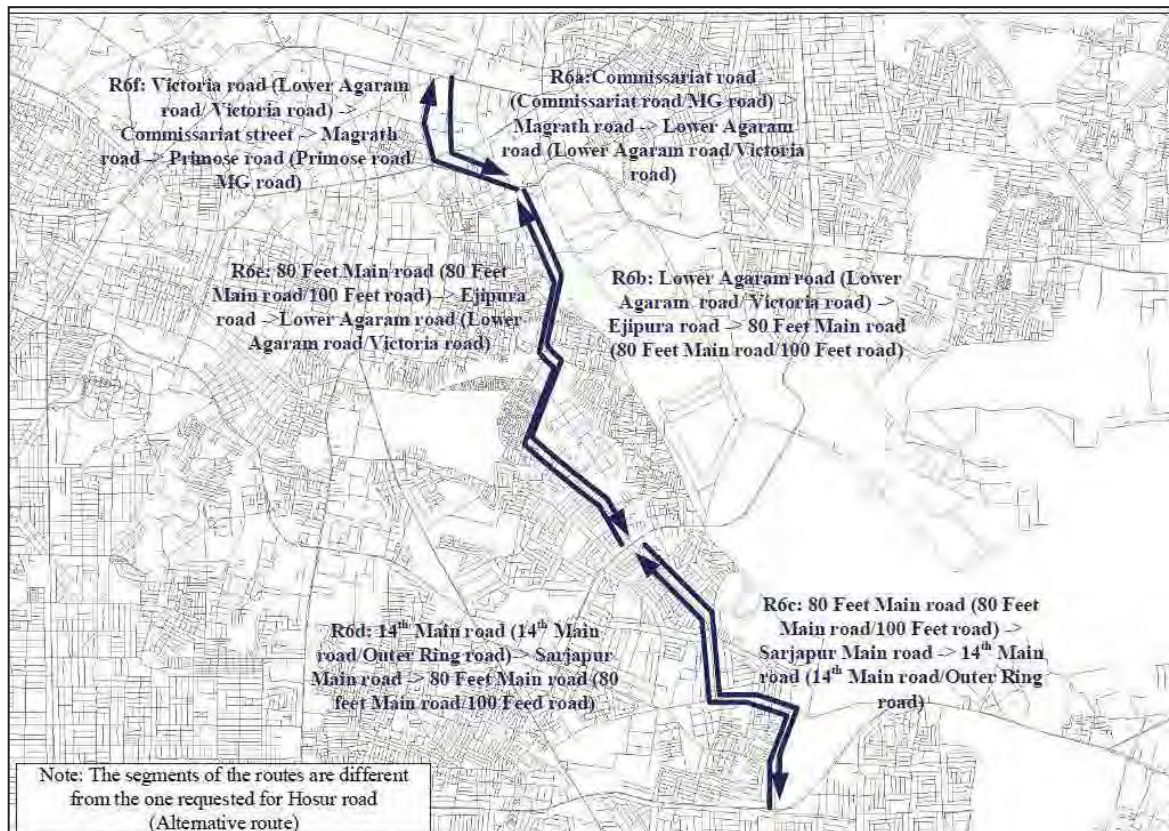 R6f: Victoria road (Lower Agaram
road/ Victoria road) ->
Commissariat street -> Magrath
road -> Primose road (Primose road/
MG road)
R6a:Commissariat road
(Commissariat road/MG road) ->
Magrath road -> Lower Agaram
road (Lower Agaram road/Victoria
road)
R6e: 80 Feet Main road (80 Feet
Main road/100 Feet road) -> Ejipura
road ->Lower Agaram road (Lower
Agaram road/Victoria road)
R6b: Lower Agaram road (Lower
Agaram road/Victoria road) ->
Ejipura road -> 80 Feet Main road
(80 Feet Main road/100 Feet road)
R6d: 14th Main road (14th Main
road/Outer Ring road) -> Sarjapur
Main road -> 80 Feet Main road (80
feet Main road/100 Feed road)
R6c: 80 Feet Main road (80 Feet
Main road/100 Feet road) ->
Sarjapur Main road -> 14th Main
road (14th Main road/Outer Ring
road)
Note: The segments of the routes are different
from the one requested for Hosur road
(Alternative route)